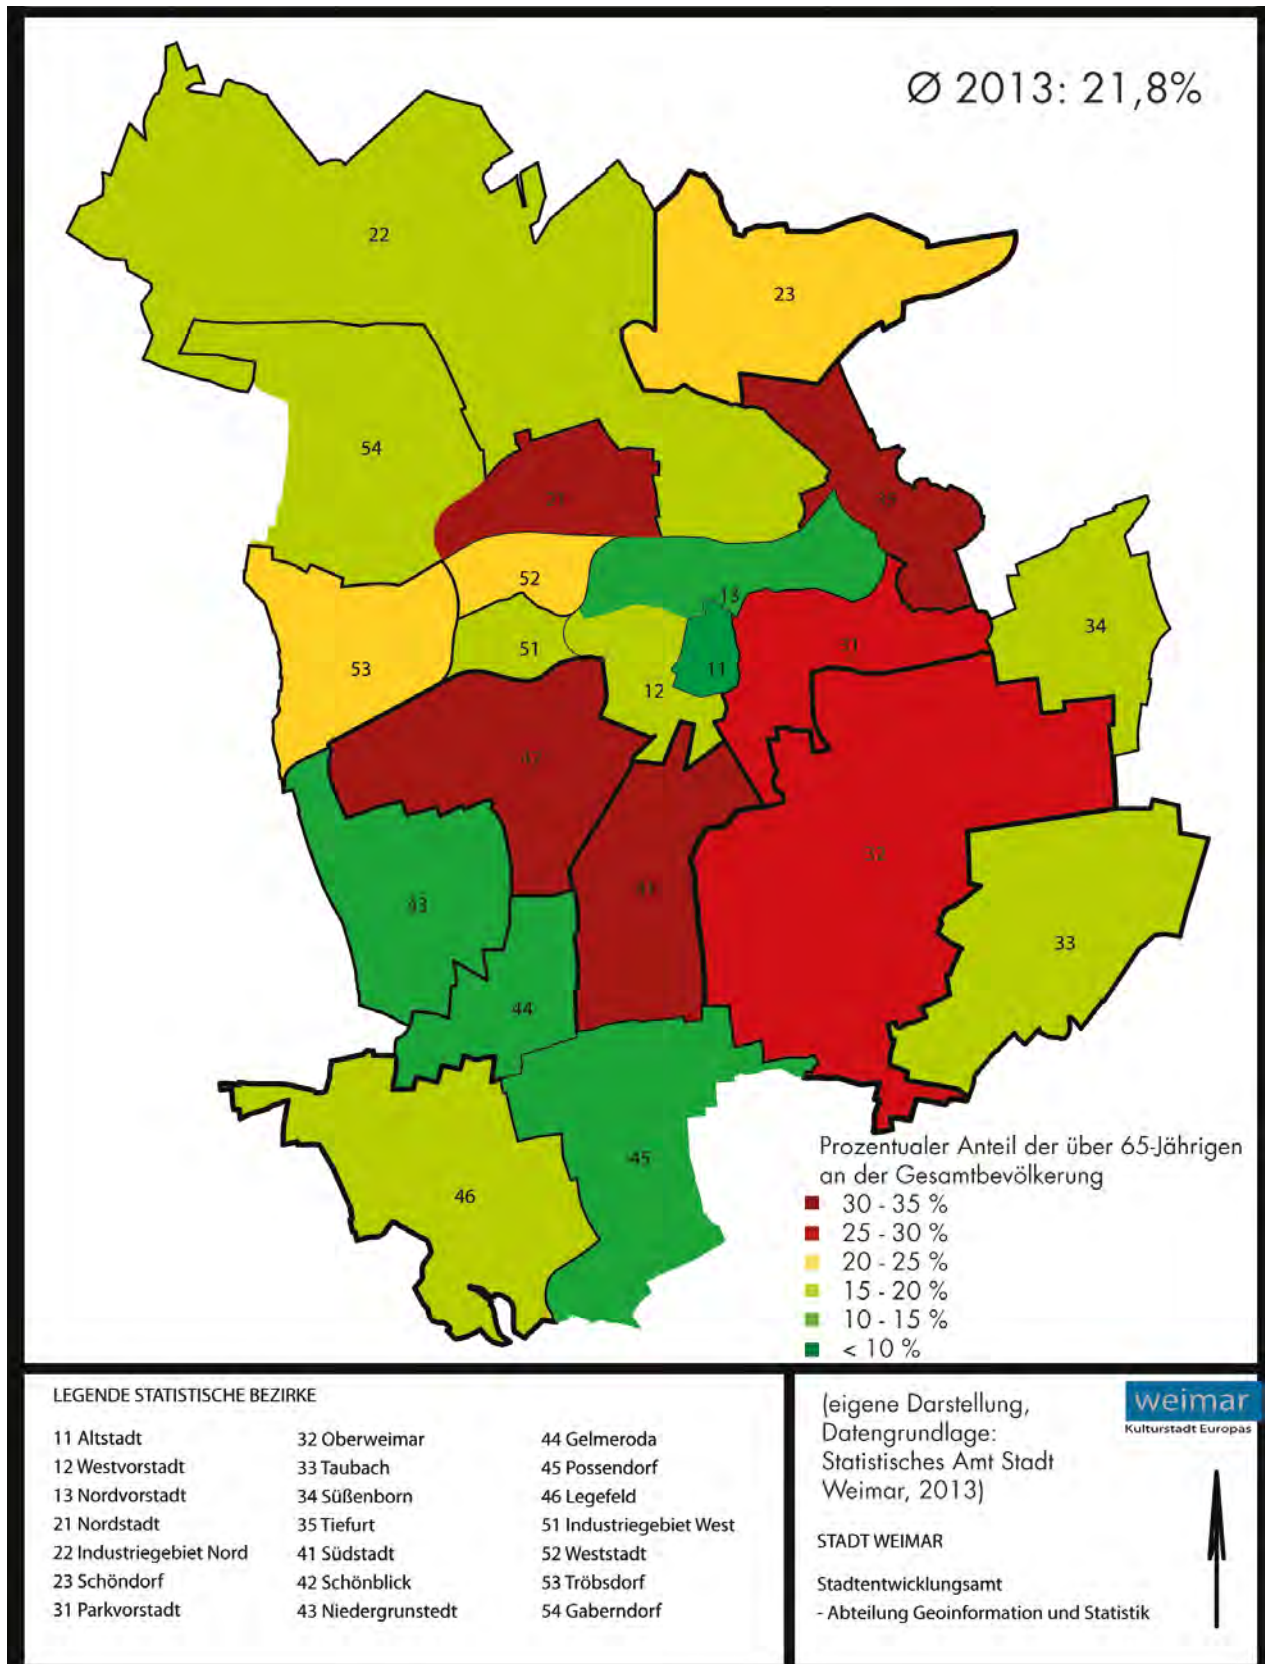 Ø 2013: 21,8%
22
23
54
52
13
34
51
53
11
12
32
43
33
44
45
46
Prozentualer Anteil der über 65-Jährigen
an der Gesamtbevölkerung
30 - 35 %
25 - 30 %
20 - 25 %
15 - 20 %
10 - 15 %
< 10 %
LEGENDE STATISTISCHE BEZIRKE
11 Altstadt
12 Westvorstadt
13 Nordvorstadt
21 Nordstadt
22 Industriegebiet Nord
23 Schöndorf
31 Parkvorstadt
32 Oberweimar
33 Taubach
34 Süßenborn
35 Tiefurt
41 Südstadt
42 Schönblick
43 Niedergrunstedt
44 Gelmeroda
45 Possendorf
46 Legefeld
51 Industriegebiet West
52 Weststadt
53 Tröbsdorf
54 Gaberndorf
(eigene Darstellung,
Datengrundlage:
Statistisches Amt Stadt
Weimar, 2013)
weimar
Kulturstadt Europas
STADT WEIMAR
Stadtentwicklungsamt
- Abteilung Geoinformation und Statistik